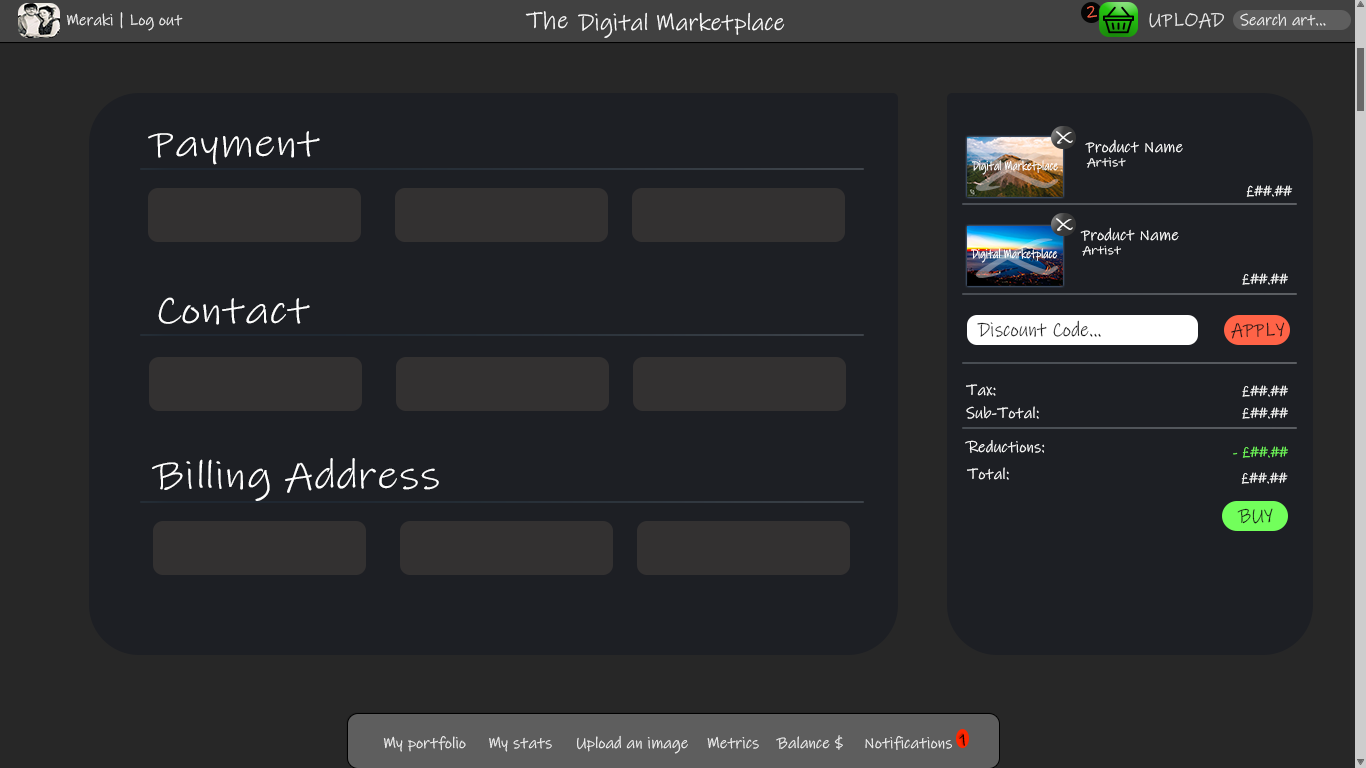 Meraki | Log out
The Digital Marketplace
2
UPLOAD
Search art...
Payment
Contact
Billing Address
Digital Marketplace
Product Name
Artist
£##.##
Digital Marketplace
Product Name
Artist
£##.##
Discount Code...
APPLY
Tax: £##.##
Sub-Total: £##.##
Reductions: - £##.##
Total: £##.##
BUY
My portfolio
My stats
Upload an image
Metrics
Balance $
Notifications 1